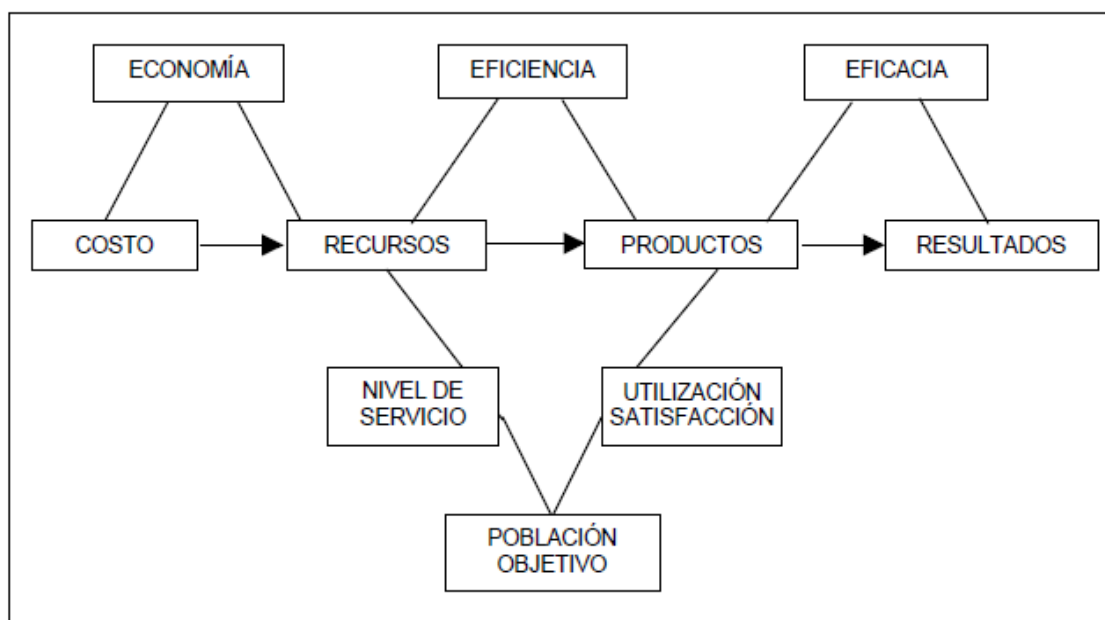 ECONOMÍA
EFICIENCIA
EFICACIA
COSTO
RECURSOS
PRODUCTOS
RESULTADOS
NIVEL DE
SERVICIO
UTILIZACIÓN
SATISFACCIÓN
POBLACIÓN
OBJETIVO